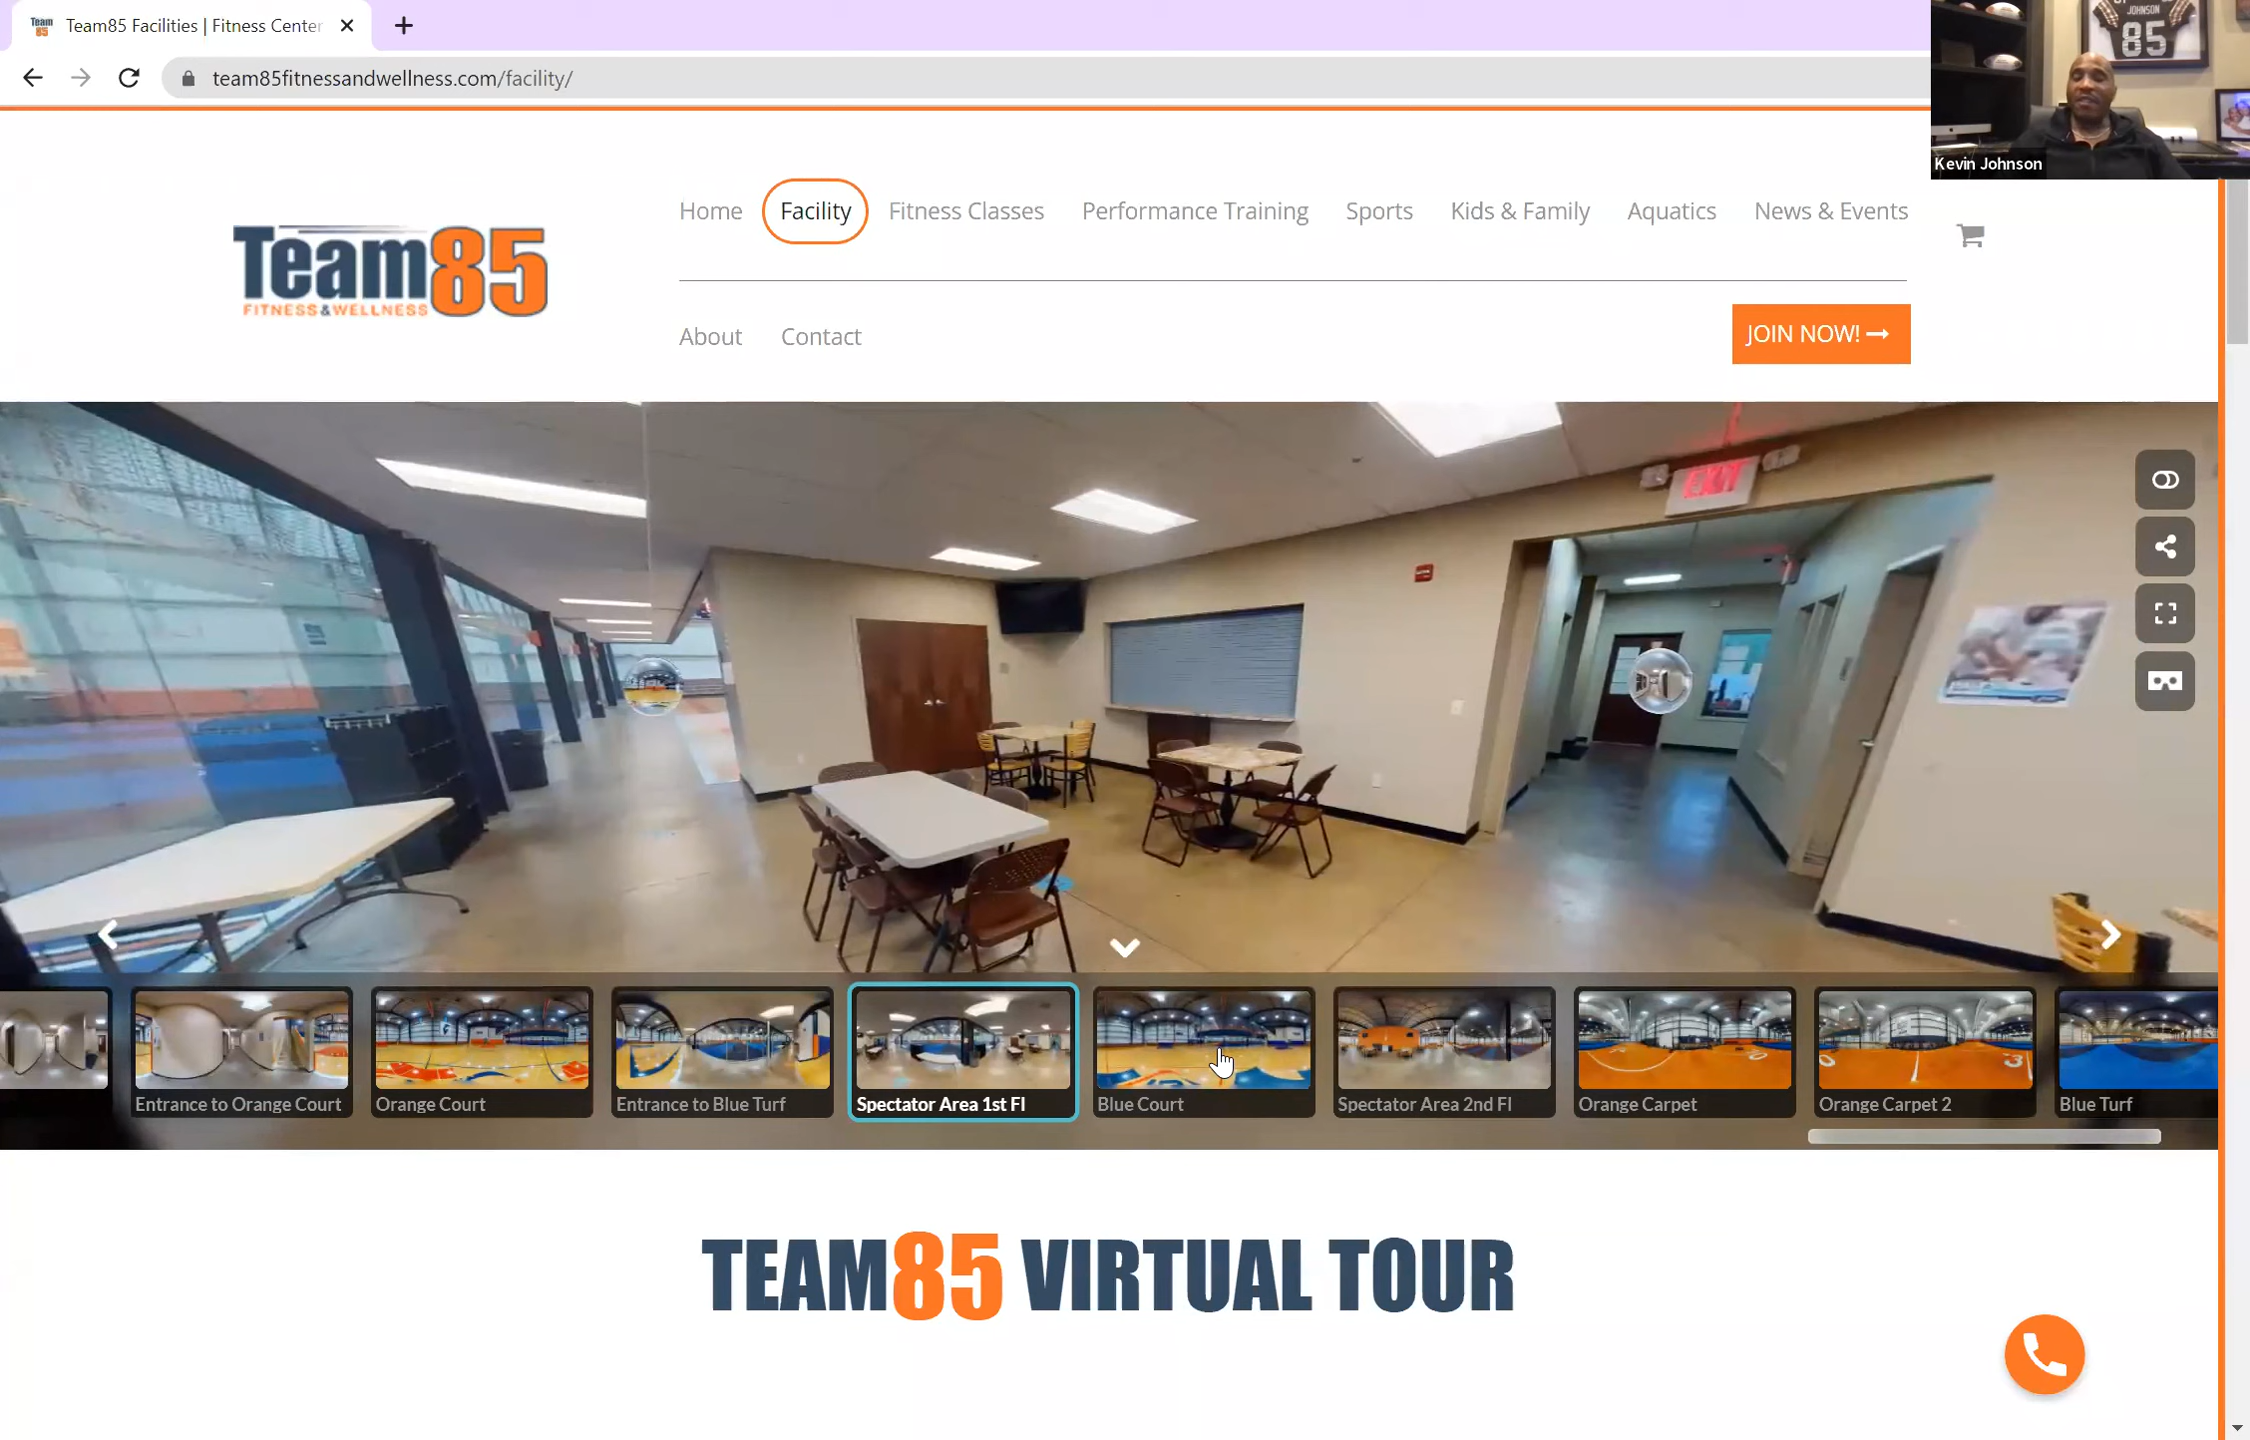 Team85 Facilities | Fitness Center
team85fitnessandwellness.com/facility/
JOHNSON
85
Kevin Johnson
Home
Facility
Fitness Classes
Performance Training
Sports
Kids & Family
Aquatics
News & Events
Team85
FITNESS&WELLNESS
About
Contact
JOIN NOW!
EXIT
Entrance to Orange Court
Orange Court
Entrance to Blue Turf
Spectator Area 1st Fl
Blue Court
Spectator Area 2nd Fl
Orange Carpet
Orange Carpet 2
Blue Turf
TEAM85 VIRTUAL TOUR